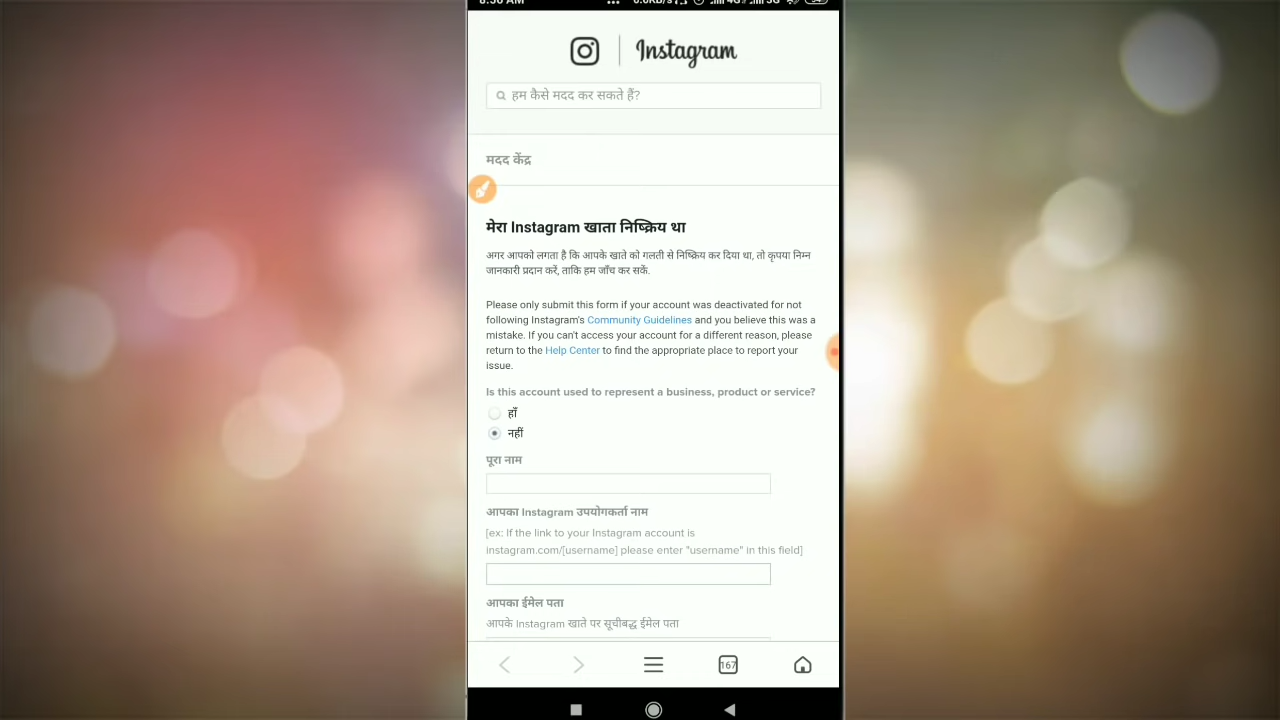 Instagram
हम कैसे मदद कर सकते हैं?
मदद केंद्र
मेरा Instagram खाता निष्क्रिय था
अगर आपको लगता है कि आपके खाते को गलती से निष्क्रिय कर दिया था, तो कृपया निम्न
जानकारी प्रदान करें, ताकि हम जाँच कर सकें.
Please only submit this form if your account was deactivated for not
following Instagram's Community Guidelines and you believe this was a
mistake. If you can't access your account for a different reason, please
return to the Help Center to find the appropriate place to report your
issue.
Is this account used to represent a business, product or service?
हाँ
नहीं
पूरा नाम
आपका Instagram उपयोगकर्ता नाम
[ex: if the link to your Instagram account is
instagram.com/[username] please enter "username" in this field]
आपका ईमेल पता
आपके Instagram खाते पर सूचीबद्ध ईमेल पता
167